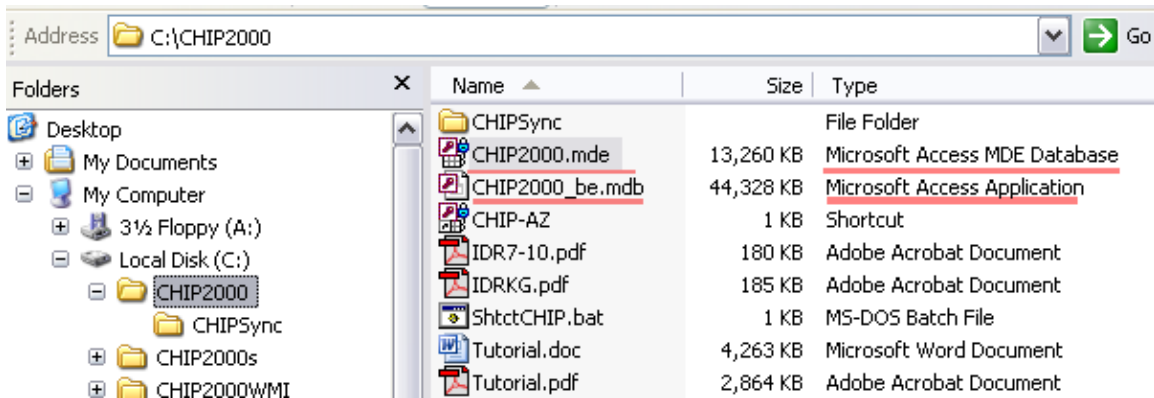 Address C:\CHIP2000 Go
Folders X
Desktop
My Documents
My Computer
3½ Floppy (A:)
Local Disk (C:)
CHIP2000
CHIPSync
CHIP2000s
CHIP2000WMI
Name Size Type
CHIPSync File Folder
CHIP2000.mde 13,260 KB Microsoft Access MDE Database
CHIP2000_be.mdb 44,328 KB Microsoft Access Application
CHIP-AZ 1 KB Shortcut
IDR7-10.pdf 180 KB Adobe Acrobat Document
IDRKG.pdf 185 KB Adobe Acrobat Document
ShtctCHIP.bat 1 KB MS-DOS Batch File
Tutorial.doc 4,263 KB Microsoft Word Document
Tutorial.pdf 2,864 KB Adobe Acrobat Document